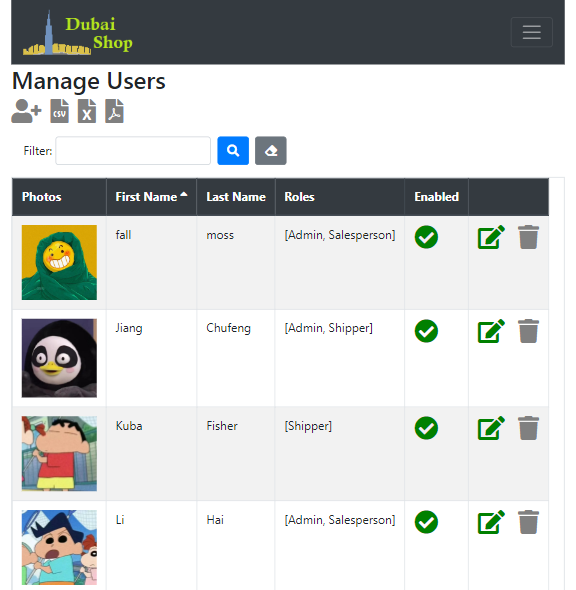 Dubai
Shop
Manage Users
CSV
X
Filter:
Photos First Name Last Name Roles Enabled
fall moss [Admin, Salesperson]
Jiang Chufeng [Admin, Shipper]
Kuba Fisher [Shipper]
Li Hai [Admin, Salesperson]